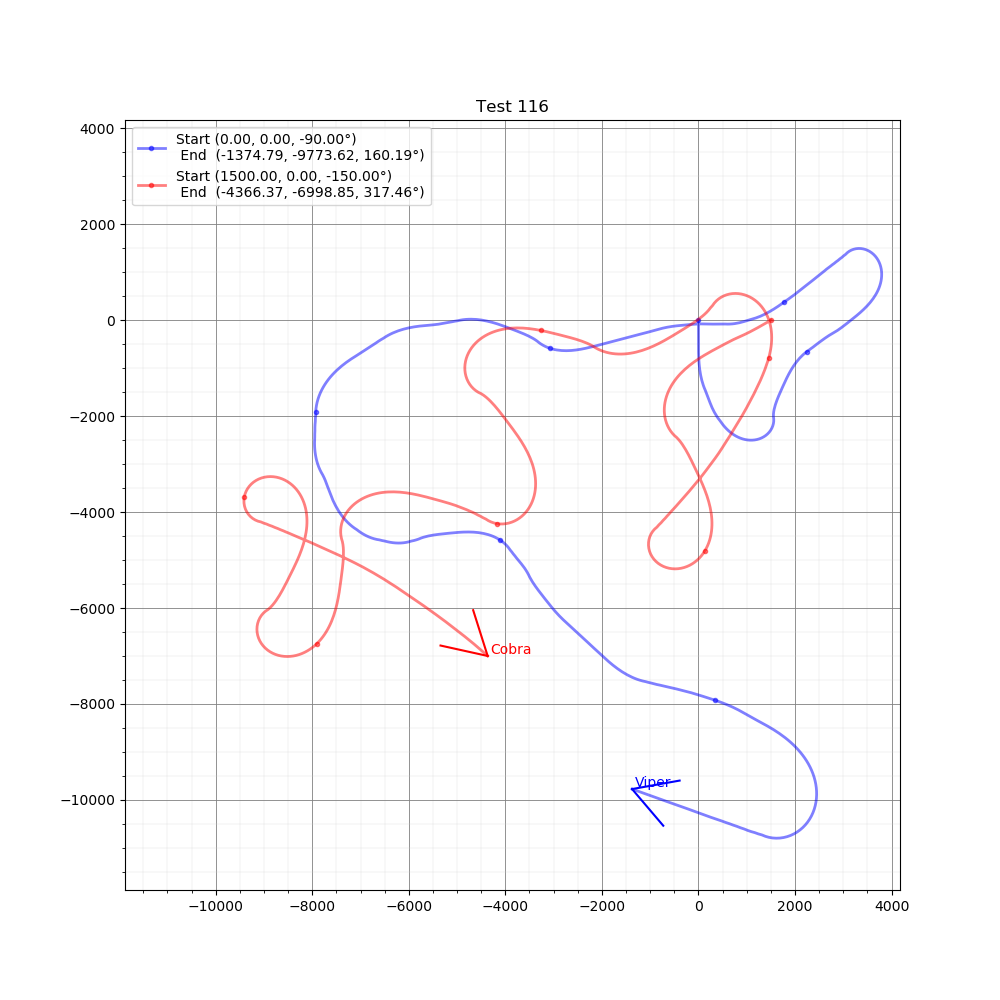 Test 116
Start (0.00, 0.00, -90.00°)
End (-1374.79, -9773.62, 160.19°)
Start (1500.00, 0.00, -150.00°)
End (-4366.37, -6998.85, 317.46°)
4000
2000
0
−2000
−4000
−6000
−8000
−10000
Cobra
Viper
−10000 −8000 −6000 −4000 −2000 0 2000 4000